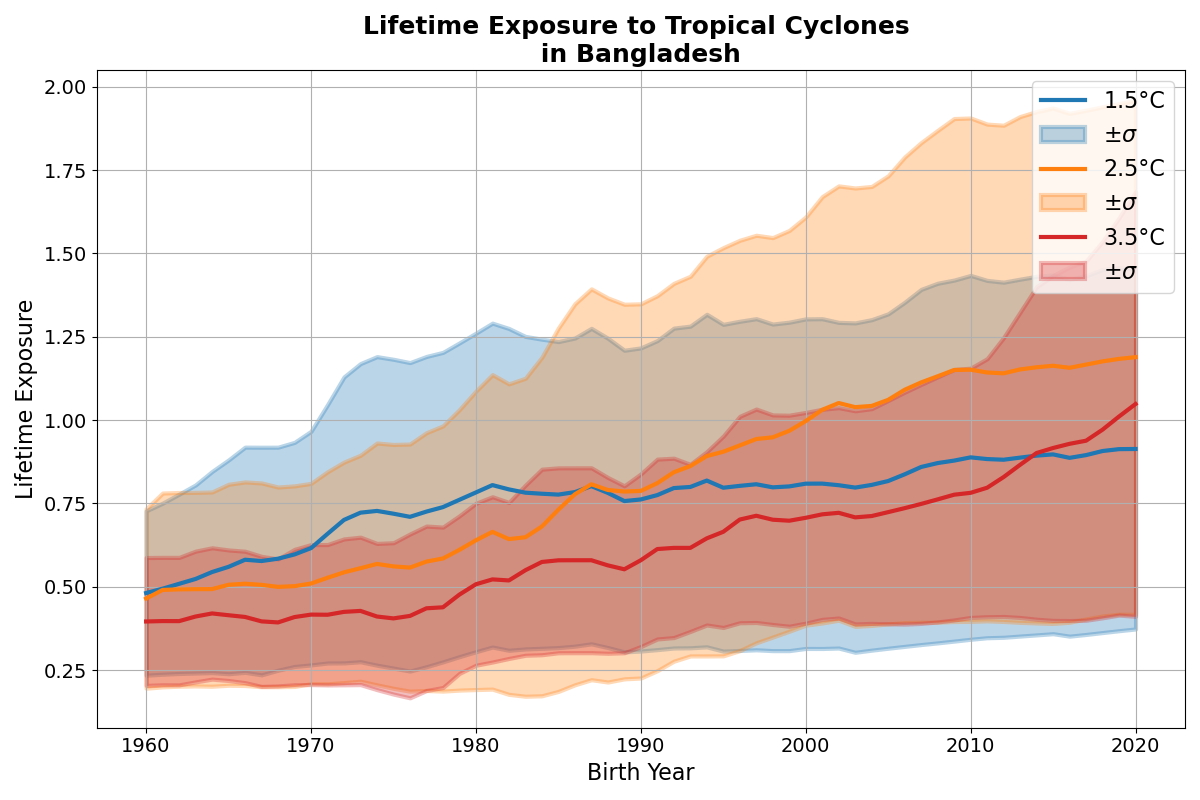 Lifetime Exposure to Tropical Cyclones
in Bangladesh
2.00
1.75
1.50
1.25
1.00
0.75
0.50
0.25
Lifetime Exposure
1.5°C
±σ
2.5°C
±σ
3.5°C
±σ
1960 1970 1980 1990 2000 2010 2020
Birth Year